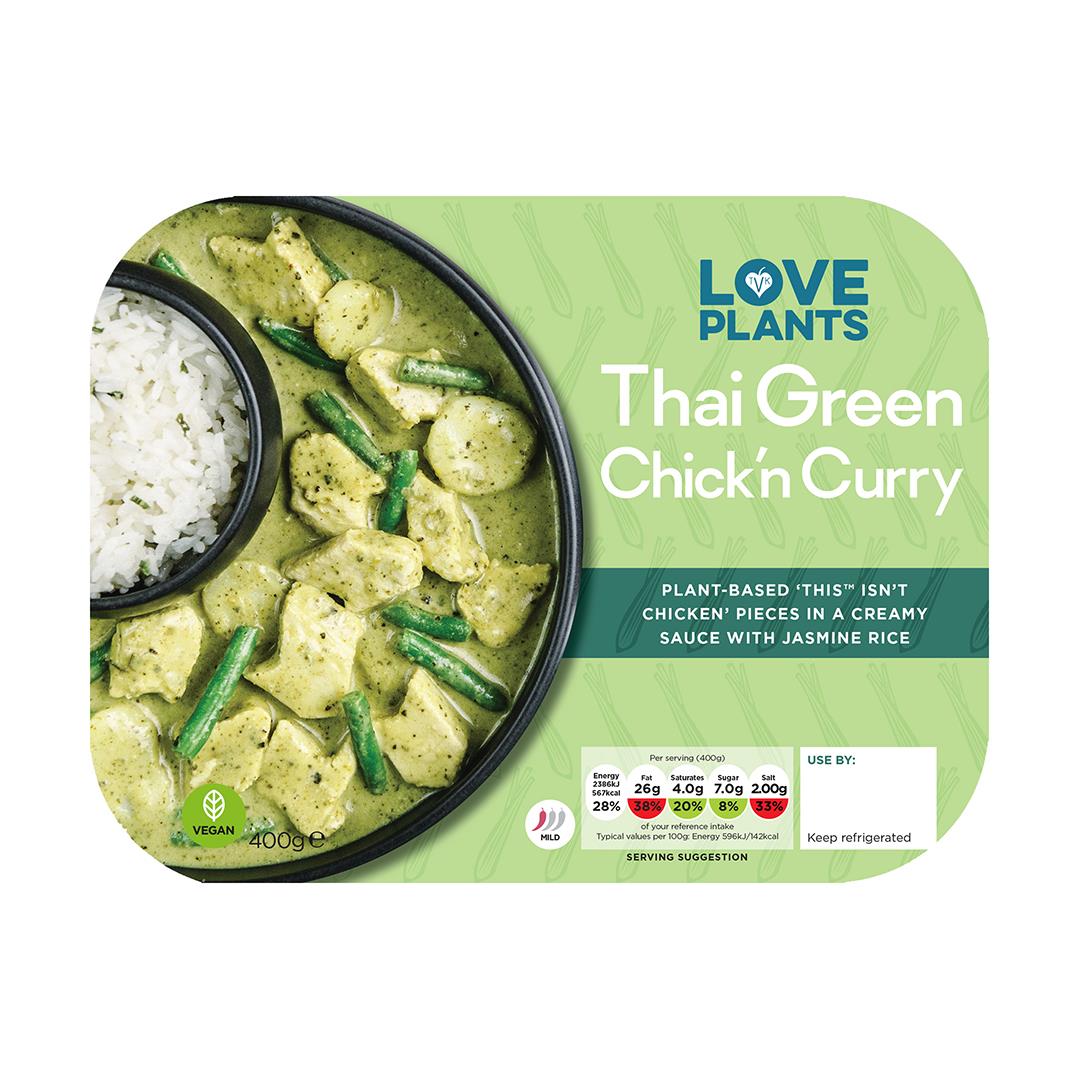 LOVE
TVK
PLANTS
Thai Green
Chick'n Curry
PLANT-BASED ‘THIS™ ISN’T
CHICKEN’ PIECES IN A CREAMY
SAUCE WITH JASMINE RICE
Per serving (400g)
Energy 2386kJ 567kcal 28%
Fat 26g 38%
Saturates 4.0g 20%
Sugar 7.0g 8%
Salt 2.00g 33%
of your reference intake
Typical values per 100g: Energy 596kJ/142kcal
SERVING SUGGESTION
USE BY:
Keep refrigerated
MILD
VEGAN
400g℮